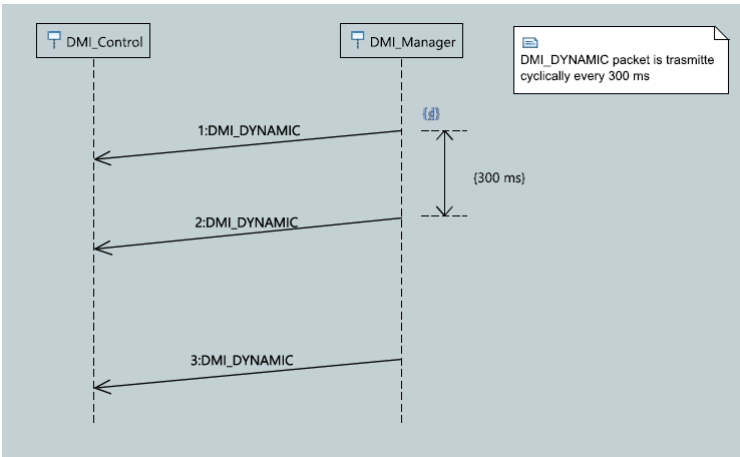 DMI_Control
DMI_Manager
DMI_DYNAMIC packet is trasmitte
cyclically every 300 ms
{d}
1:DMI_DYNAMIC
{300 ms}
2:DMI_DYNAMIC
3:DMI_DYNAMIC